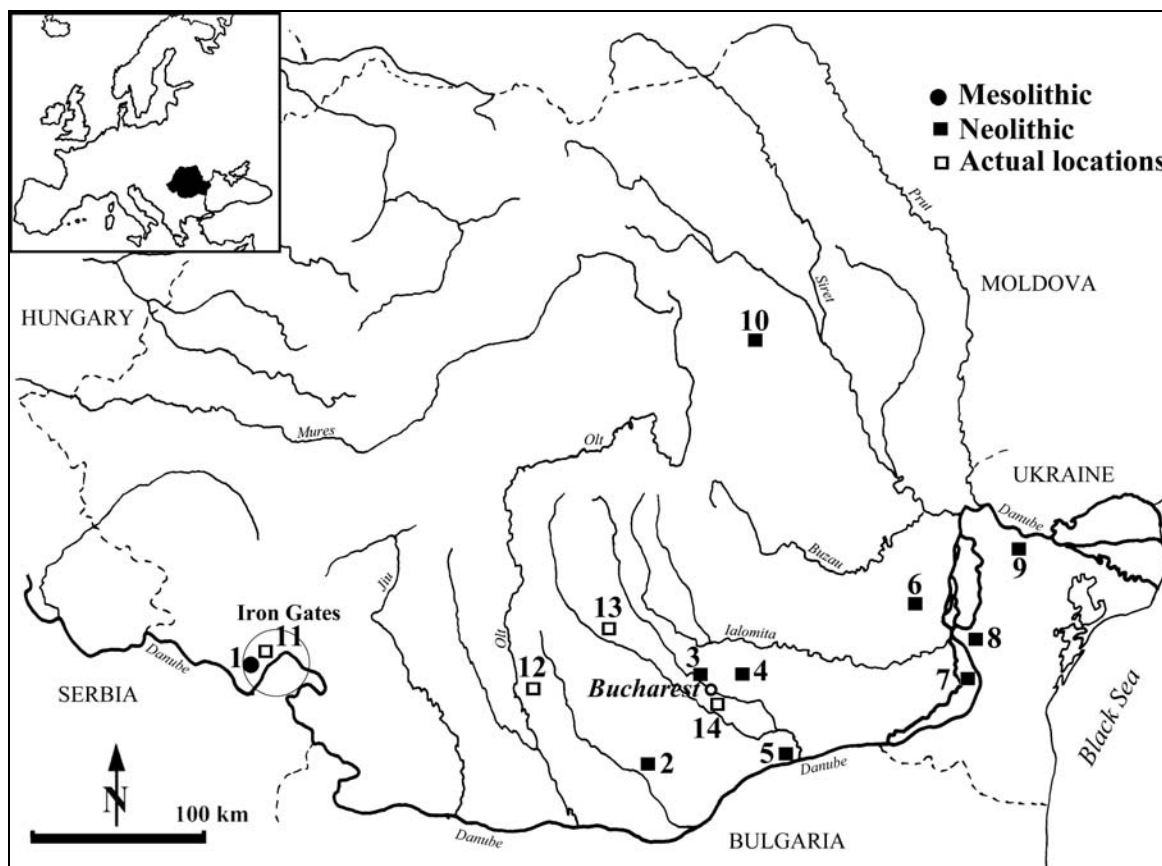 Mesolithic
Neolithic
Actual locations
Prut
MOLDOVA
Siret
HUNGARY
10
Mures
Olt
UKRAINE
Danube
Buzau
9
6
Jiu
Iron Gates
11
1
Olt
13
Ialomita
8
Danube
12
3
4
Bucharest
7
SERBIA
14
Black Sea
2
5
Danube
N
100 km
Danube
BULGARIA